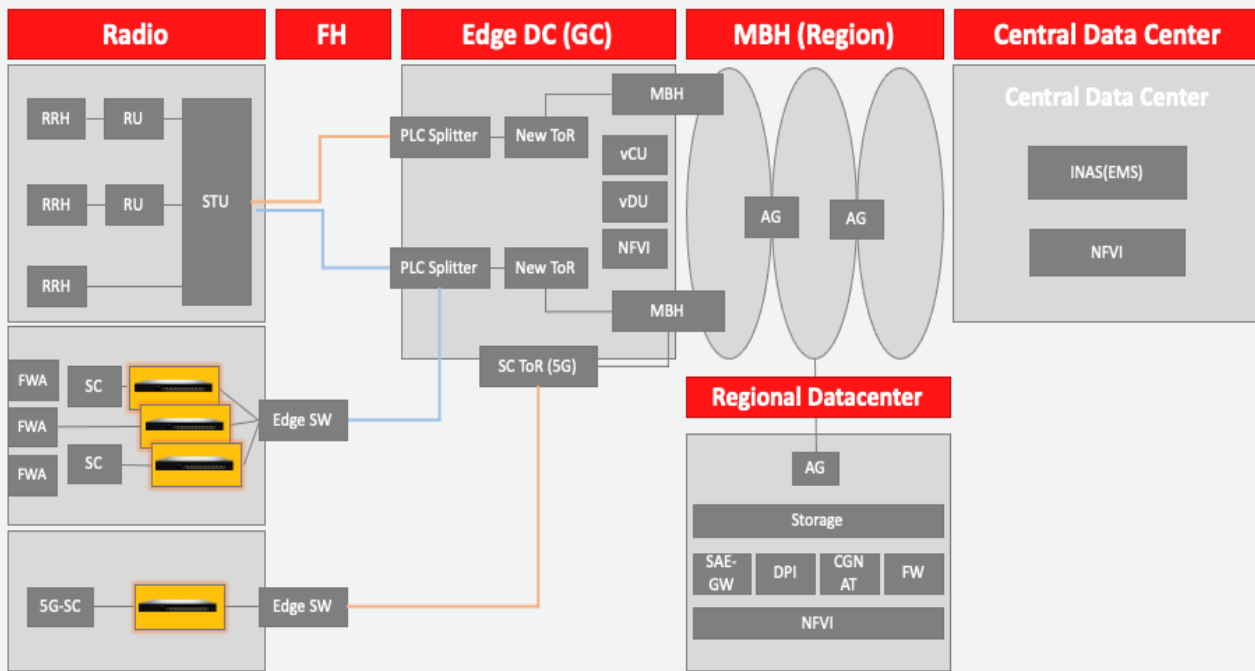 Radio
FH
Edge DC (GC)
MBH (Region)
Central Data Center
RRH
RU
RRH
RU
RRH
STU
PLC Splitter
New ToR
MBH
vCU
vDU
NFVI
PLC Splitter
New ToR
MBH
SC ToR (5G)
AG
AG
Central Data Center
INAS(EMS)
NFVI
FWA
SC
FWA
FWA
SC
Edge SW
5G-SC
Edge SW
Regional Datacenter
AG
Storage
SAE-
GW
DPI
CGN
AT
FW
NFVI